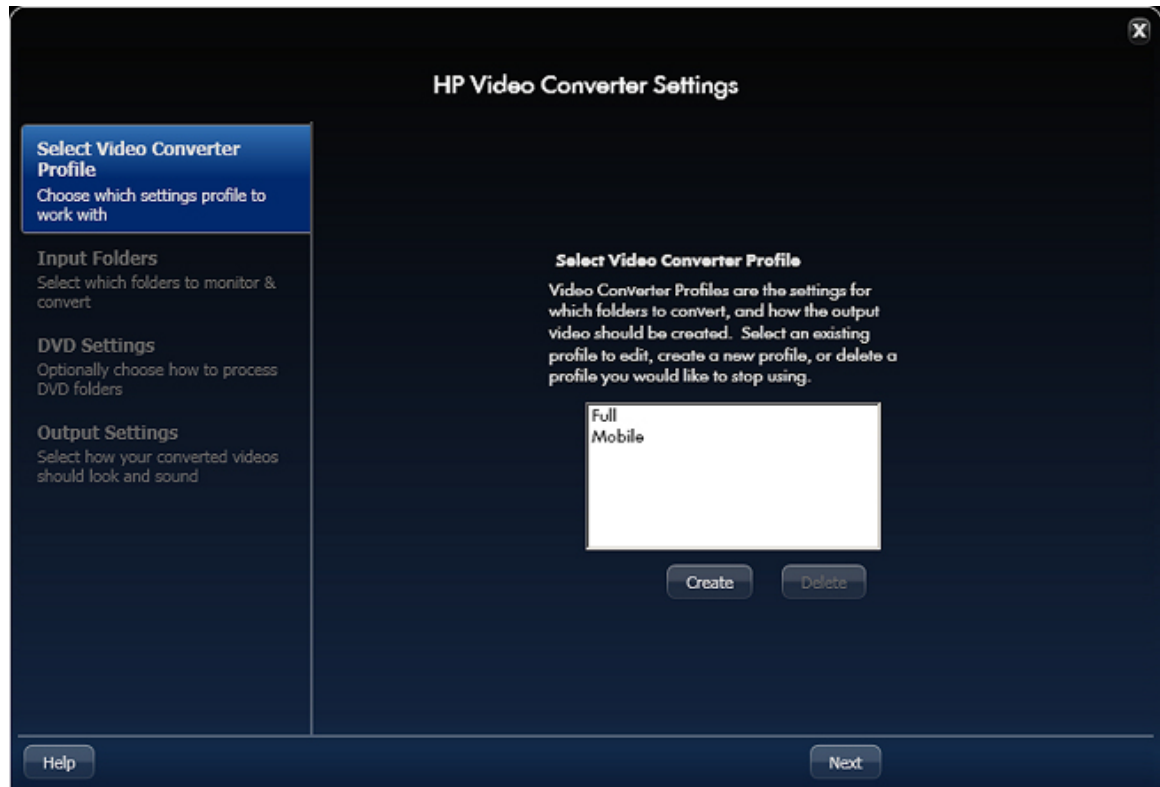 X
HP Video Converter Settings
Select Video Converter
Profile
Choose which settings profile to
work with
Input Folders
Select which folders to monitor &
convert
DVD Settings
Optionally choose how to process
DVD folders
Output Settings
Select how your converted videos
should look and sound
Select Video Converter Profile
Video Converter Profiles are the settings for
which folders to convert, and how the output
video should be created.  Select an existing
profile to edit, create a new profile, or delete a
profile you would like to stop using.
Full
Mobile
Create
Delete
Help
Next